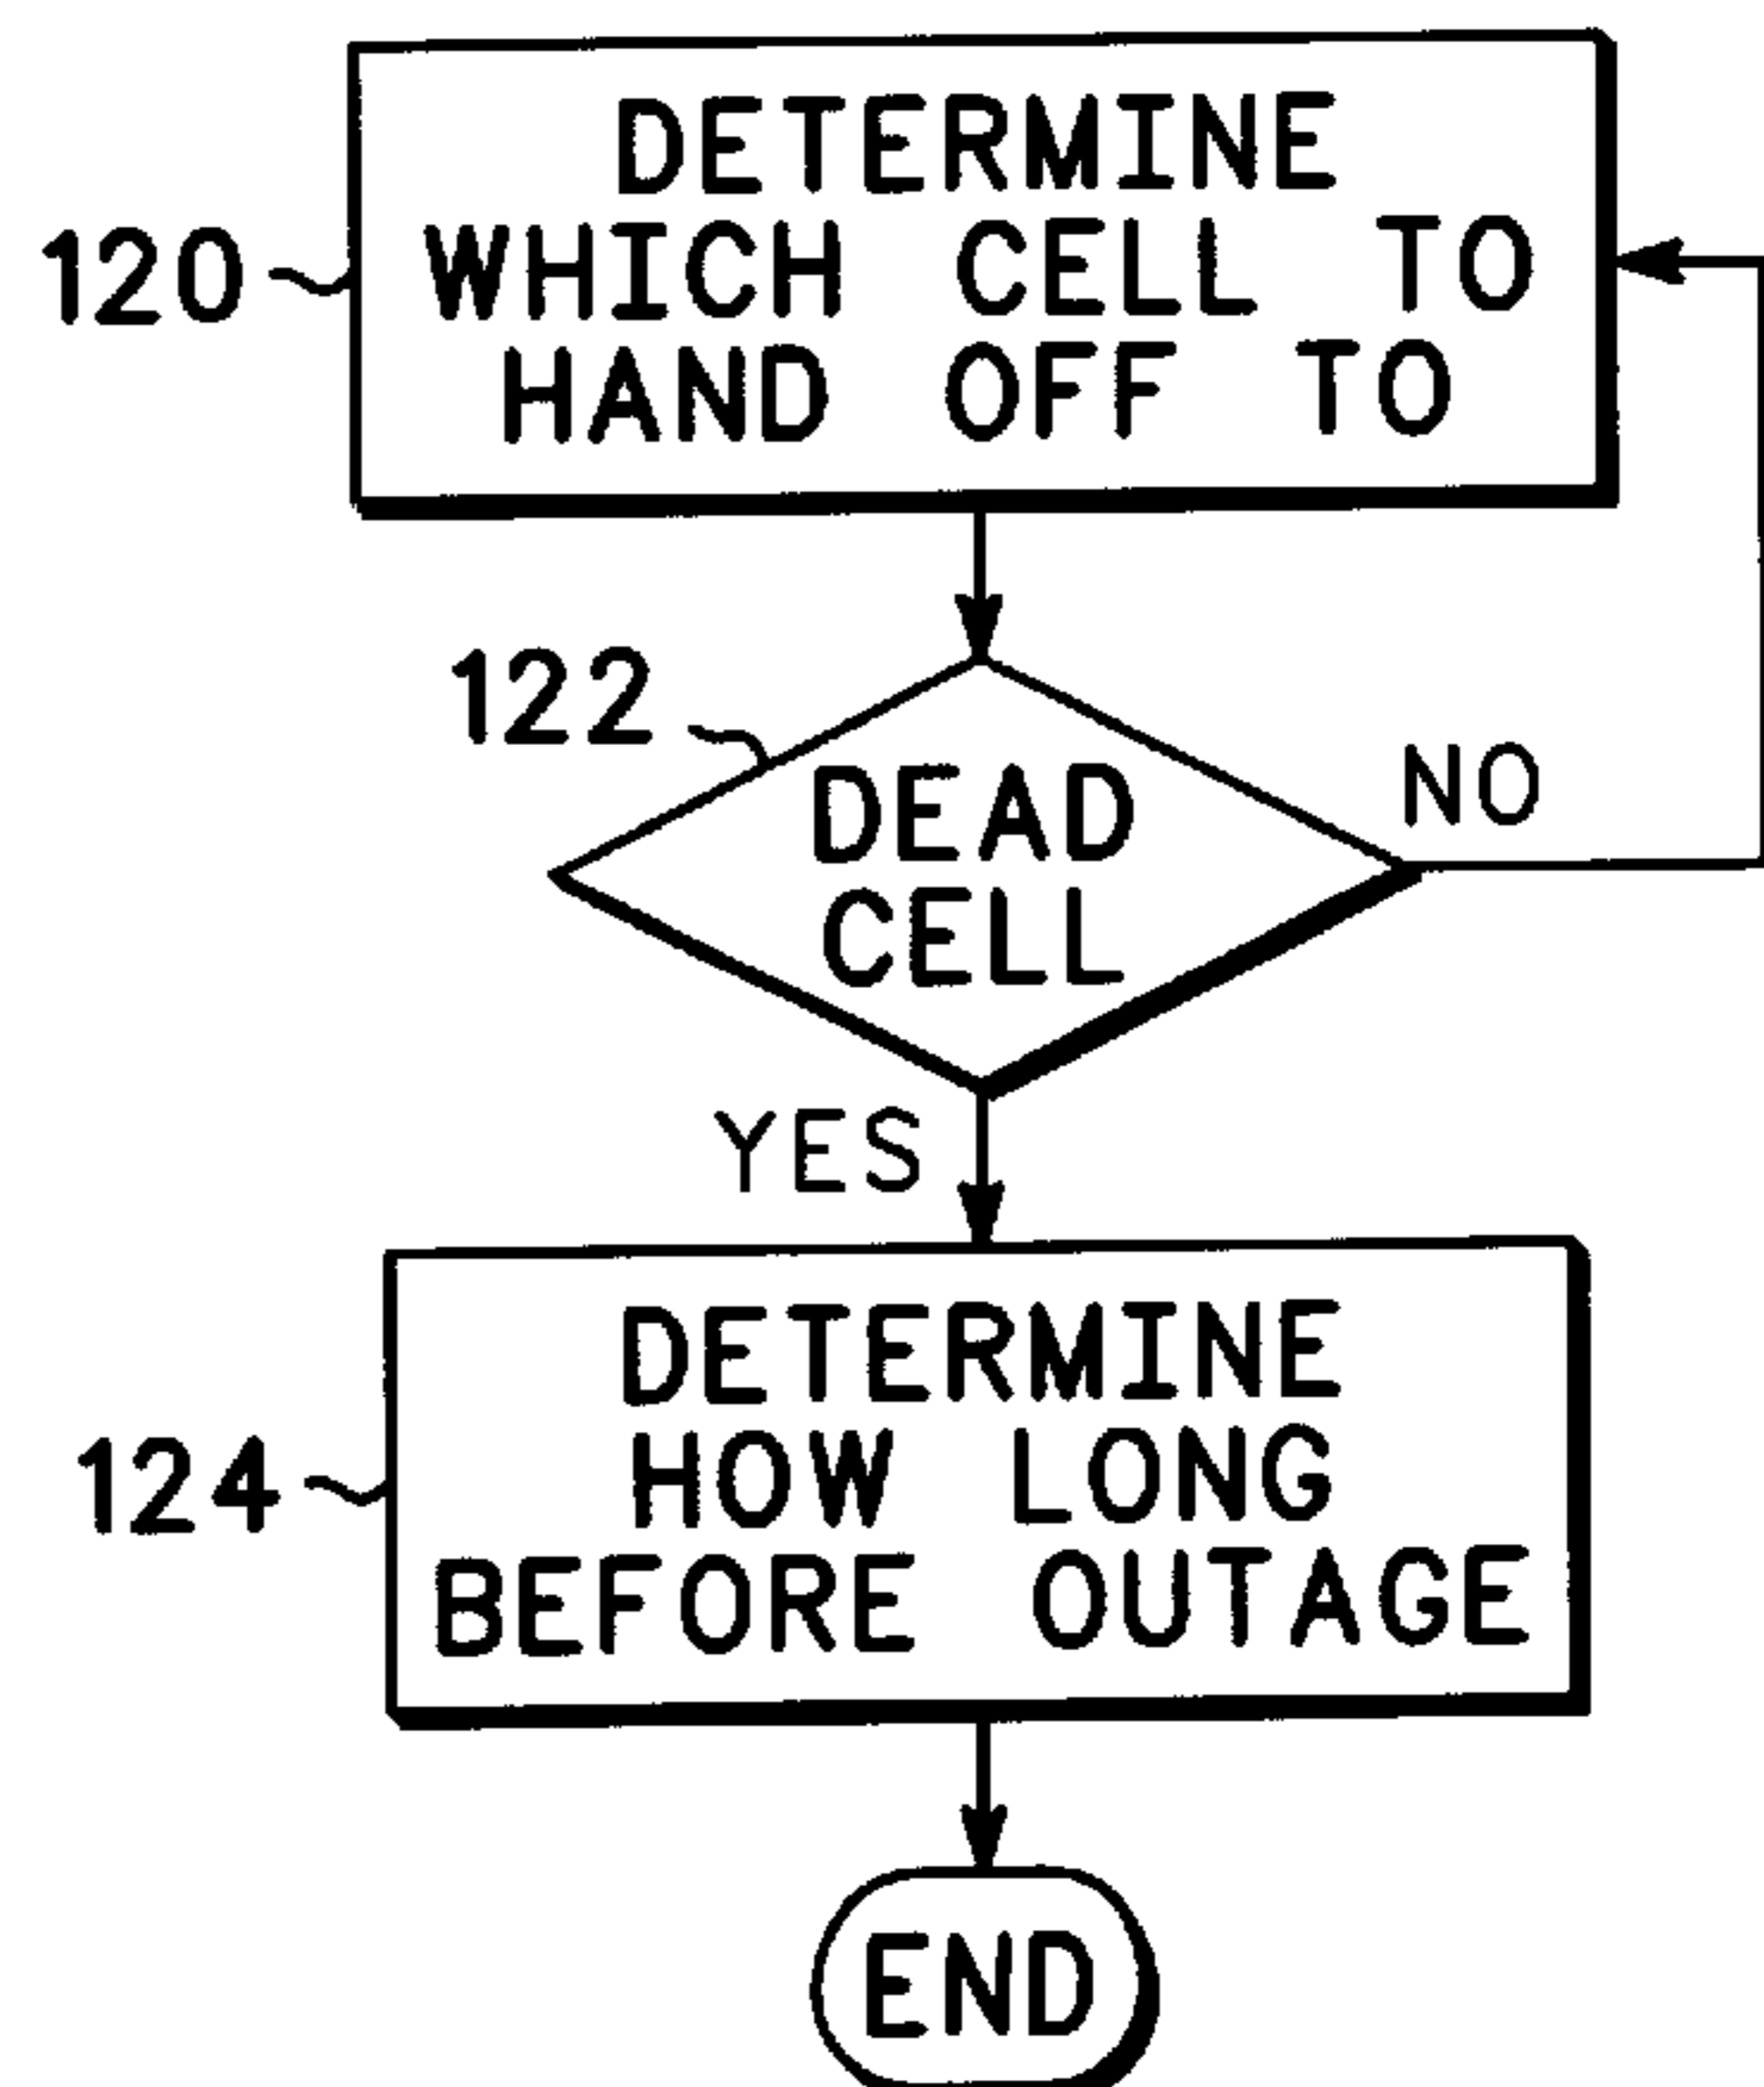 DETERMINE
120 WHICH CELL TO
HAND OFF TO
122
DEAD NO
CELL
YES
DETERMINE
124 HOW LONG
BEFORE OUTAGE
END